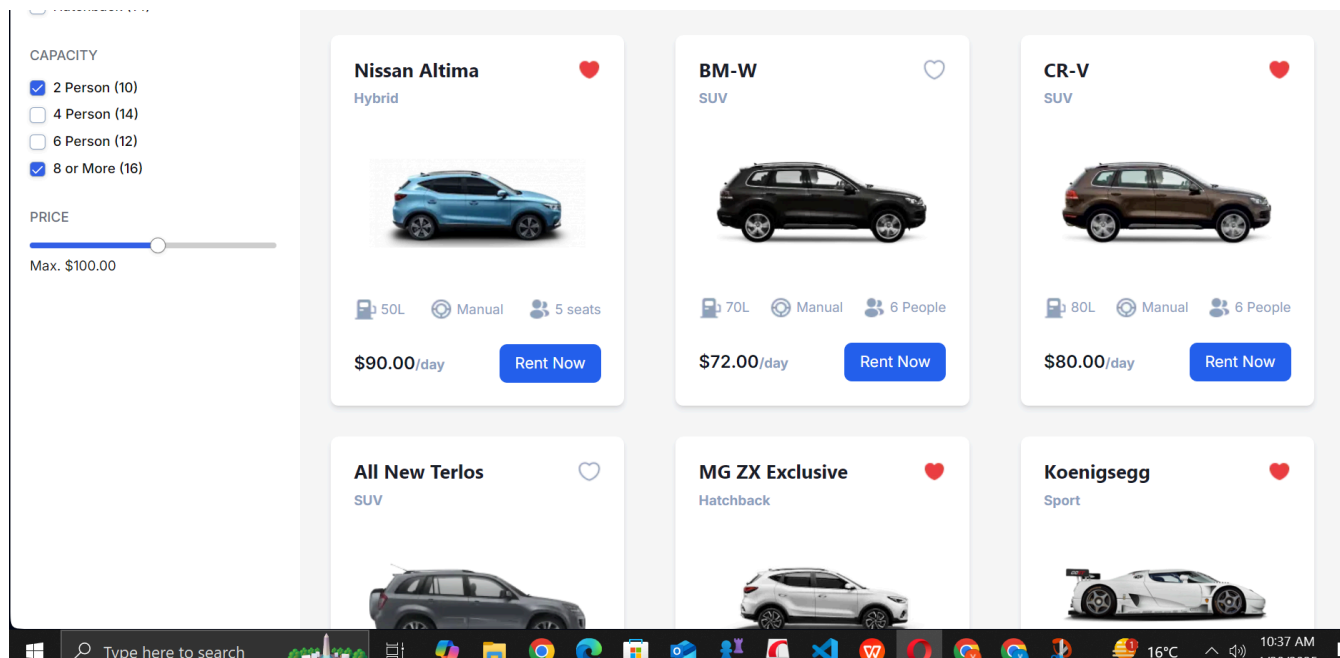 CAPACITY
2 Person (10)
4 Person (14)
6 Person (12)
8 or More (16)
PRICE
Max. $100.00
Nissan Altima
Hybrid
50L Manual 5 seats
$90.00/day Rent Now
BM-W
SUV
70L Manual 6 People
$72.00/day Rent Now
CR-V
SUV
80L Manual 6 People
$80.00/day Rent Now
All New Terlos
SUV
MG ZX Exclusive
Hatchback
Koenigsegg
Sport
Type here to search
1
16°C
10:37 AM